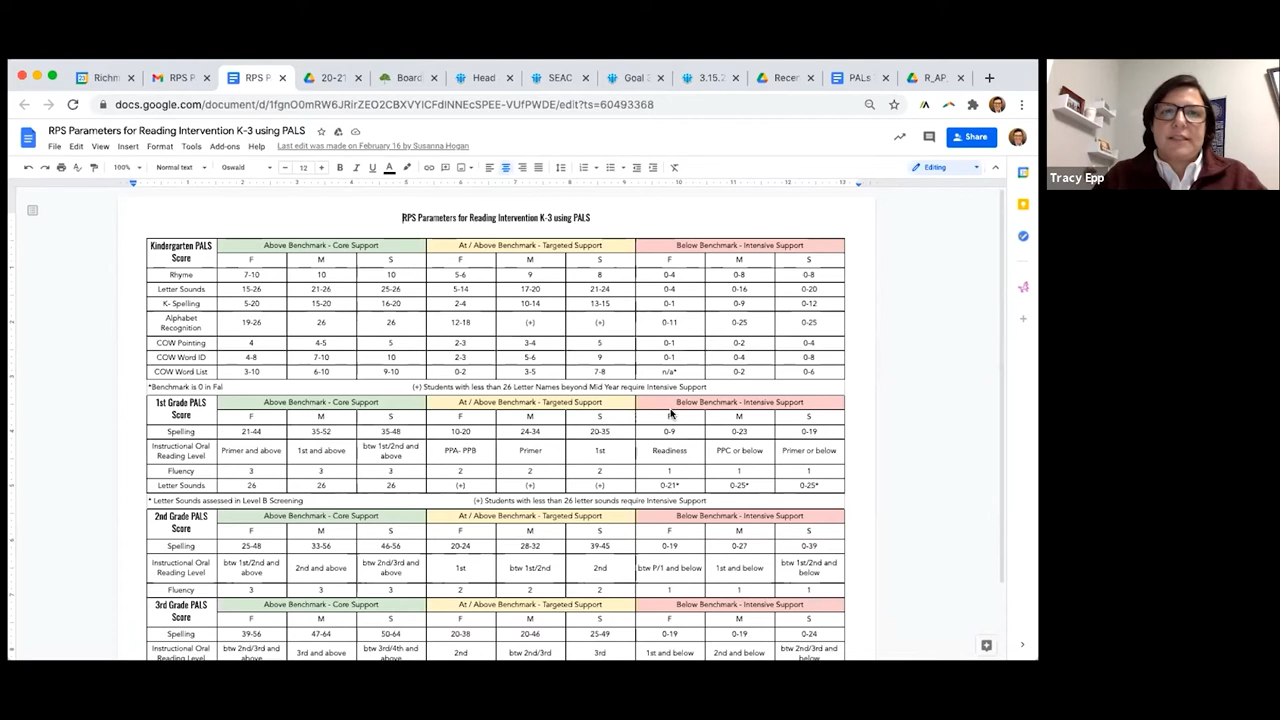 Richm
RPS P
RPS P
20-21
Board
Head
SEAC
Goal 3
3.15.2
Recen
PALs
R_AP_
docs.google.com/document/d/1fgnO0mRW6JRirZEO2CBXVYICFdINNEcSPEE-VUfPWDE/edit?ts=60493368
RPS Parameters for Reading Intervention K-3 using PALS
File Edit View Insert Format Tools Add-ons Help Last edit was made on February 16 by Susanna Hogan
Share
100% Normal text Oswald 12 Editing
Tracy Epp
RPS Parameters for Reading Intervention K-3 using PALS
Kindergarten PALS Score Above Benchmark - Core Support At / Above Benchmark - Targeted Support Below Benchmark - Intensive Support
F M S F M S F M S
Rhyme 7-10 10 10 5-6 9 8 0-4 0-8 0-8
Letter Sounds 15-26 21-26 25-26 5-14 17-20 21-24 0-4 0-16 0-20
K- Spelling 5-20 15-20 16-20 2-4 10-14 13-15 0-1 0-9 0-12
Alphabet Recognition 19-26 26 26 12-18 (+) (+) 0-11 0-25 0-25
COW Pointing 4 4-5 5 2-3 3-4 5 0-1 0-2 0-4
COW Word ID 4-8 7-10 10 2-3 5-6 9 0-1 0-4 0-8
COW Word List 3-10 6-10 9-10 0-2 3-5 7-8 n/a* 0-2 0-6
*Benchmark is 0 in Fal (+) Students with less than 26 Letter Names beyond Mid Year require Intensive Support
1st Grade PALS Score Above Benchmark - Core Support At / Above Benchmark - Targeted Support Below Benchmark - Intensive Support
F M S F M S F M S
Spelling 21-44 35-52 35-48 10-20 24-34 20-35 0-9 0-23 0-19
Instructional Oral Reading Level Primer and above 1st and above btw 1st/2nd and above PPA- PPB Primer 1st Readiness PPC or below Primer or below
Fluency 3 3 3 2 2 2 1 1 1
Letter Sounds 26 26 26 (+) (+) (+) 0-21* 0-25* 0-25*
* Letter Sounds assessed in Level B Screening (+) Students with less than 26 letter sounds require Intensive Support
2nd Grade PALS Score Above Benchmark - Core Support At / Above Benchmark - Targeted Support Below Benchmark - Intensive Support
F M S F M S F M S
Spelling 25-48 33-56 46-56 20-24 28-32 39-45 0-19 0-27 0-39
Instructional Oral Reading Level btw 1st/2nd and above 2nd and above btw 2nd/3rd and above 1st btw 1st/2nd 2nd btw P/1 and below 1st and below btw 1st/2nd and below
Fluency 3 3 3 2 2 2 1 1 1
3rd Grade PALS Score Above Benchmark - Core Support At / Above Benchmark - Targeted Support Below Benchmark - Intensive Support
F M S F M S F M S
Spelling 39-56 47-64 50-64 20-38 20-46 25-49 0-19 0-19 0-24
Instructional Oral Reading Level btw 2nd/3rd and above 3rd and above btw 3rd/4th and above 2nd btw 2nd/3rd 3rd 1st and below 2nd and below btw 2nd/3rd and below